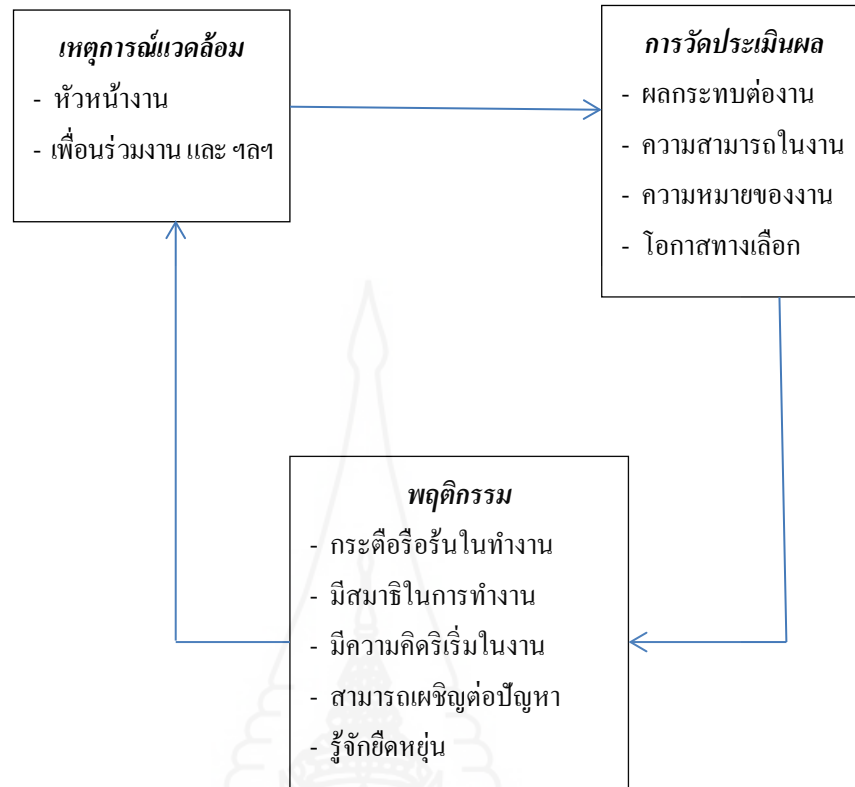 เหตุการณ์แวดล้อม
- หัวหน้างาน
- เพื่อนร่วมงาน และ ฯลฯ
การวัดประเมินผล
- ผลกระทบต่องาน
- ความสามารถในงาน
- ความหมายของงาน
- โอกาสทางเลือก
พฤติกรรม
- กระตือรือร้นในทำงาน
- มีสมาธิในการทำงาน
- มีความคิดริเริ่มในงาน
- สามารถเผชิญต่อปัญหา
- รู้จักยืดหยุ่น